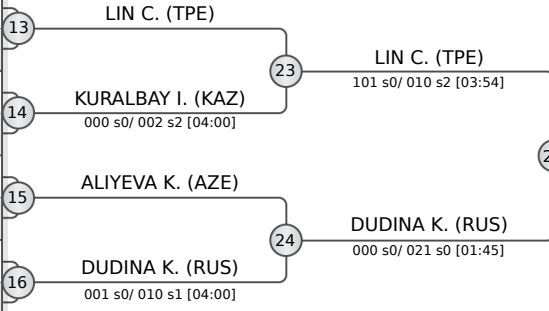 LIN C. (TPE)
13
LIN C. (TPE)
23
101 s0/ 010 s2 [03:54]
KURALBAY I. (KAZ)
14
000 s0/ 002 s2 [04:00]
ALIYEVA K. (AZE)
15
DUDINA K. (RUS)
24
000 s0/ 021 s0 [01:45]
DUDINA K. (RUS)
16
001 s0/ 010 s1 [04:00]